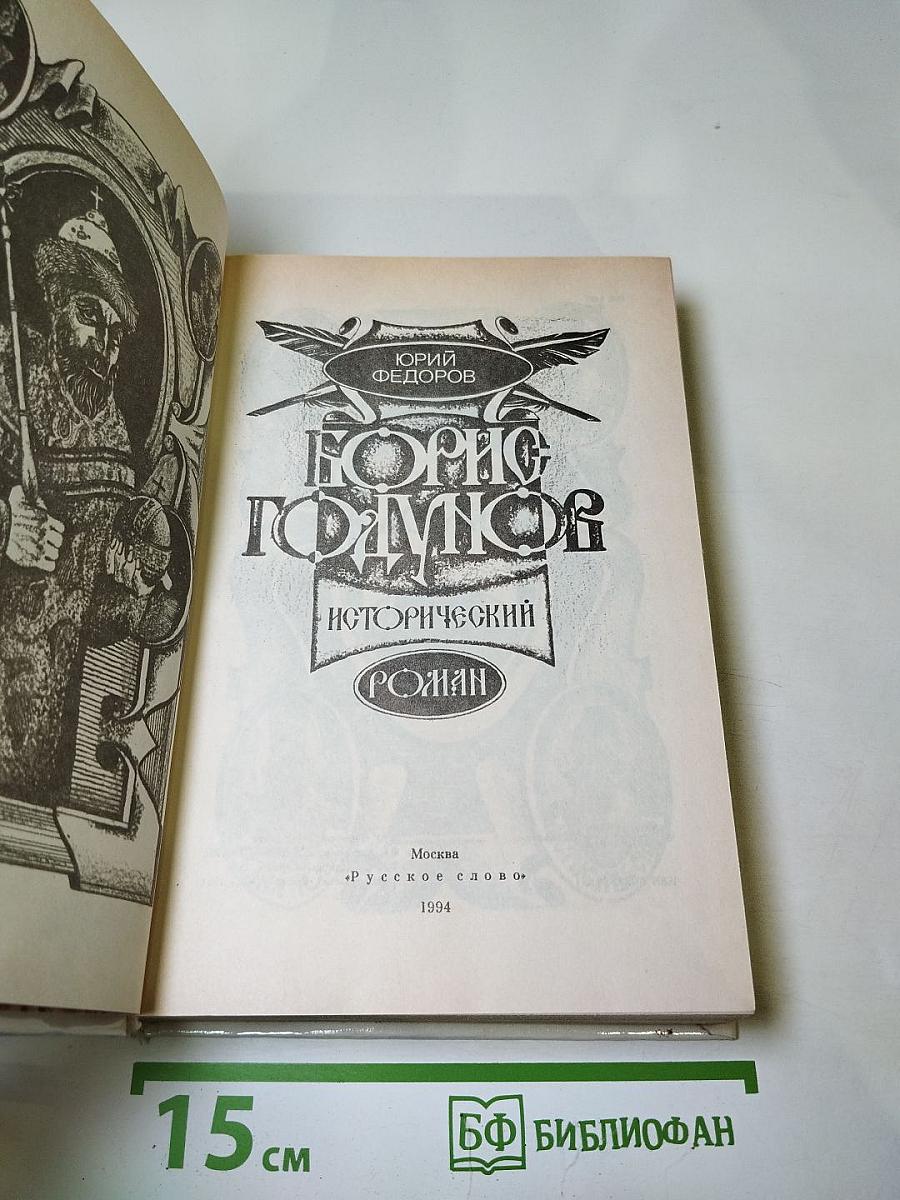 ЮРИЙ
ФЕДОРОВ
БОРИС
ГОДУНОВ
ИСТОРИЧЕСКИЙ
РОМАН
Москва
«Русское слово»
1994
15 см
БФ БИБЛИОФАН